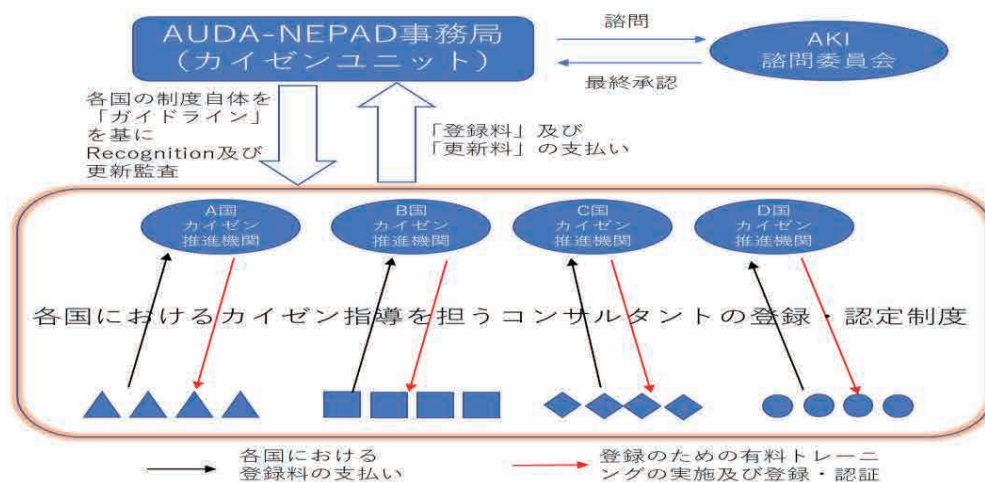 AUDA-NEPAD事務局
(カイゼンユニット)
諮問
最終承認
AKI
諮問委員会
各国の制度自体を
「ガイドライン」
を基に
Recognition及び
更新監査
「登録料」及び
「更新料」の支払い
A国
カイゼン
推進機関
B国
カイゼン
推進機関
C国
カイゼン
推進機関
D国
カイゼン
推進機関
各国におけるカイゼン指導を担うコンサルタントの登録・認定制度
各国における
登録料の支払い
登録のための有料トレーニ
ングの実施及び登録・認証